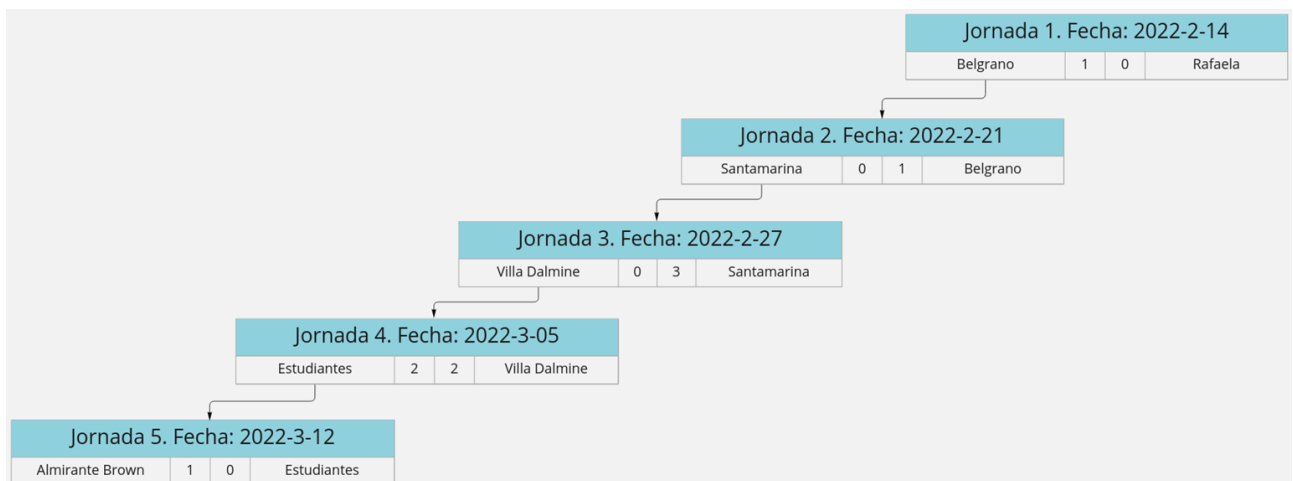 Jornada 1. Fecha: 2022-2-14
Belgrano 1 0 Rafaela
Jornada 2. Fecha: 2022-2-21
Santamarina 0 1 Belgrano
Jornada 3. Fecha: 2022-2-27
Villa Dalmine 0 3 Santamarina
Jornada 4. Fecha: 2022-3-05
Estudiantes 2 2 Villa Dalmine
Jornada 5. Fecha: 2022-3-12
Almirante Brown 1 0 Estudiantes